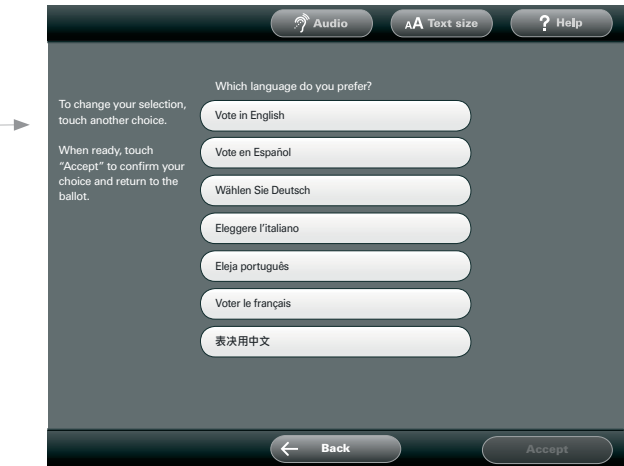 Audio
AA Text size
? Help
Which language do you prefer?
To change your selection,
touch another choice.
When ready, touch
“Accept” to confirm your
choice and return to the
ballot.
Vote in English
Vote en Español
Wählen Sie Deutsch
Eleggere l’italiano
Eleja português
Voter le français
表决用中文
Back
Accept